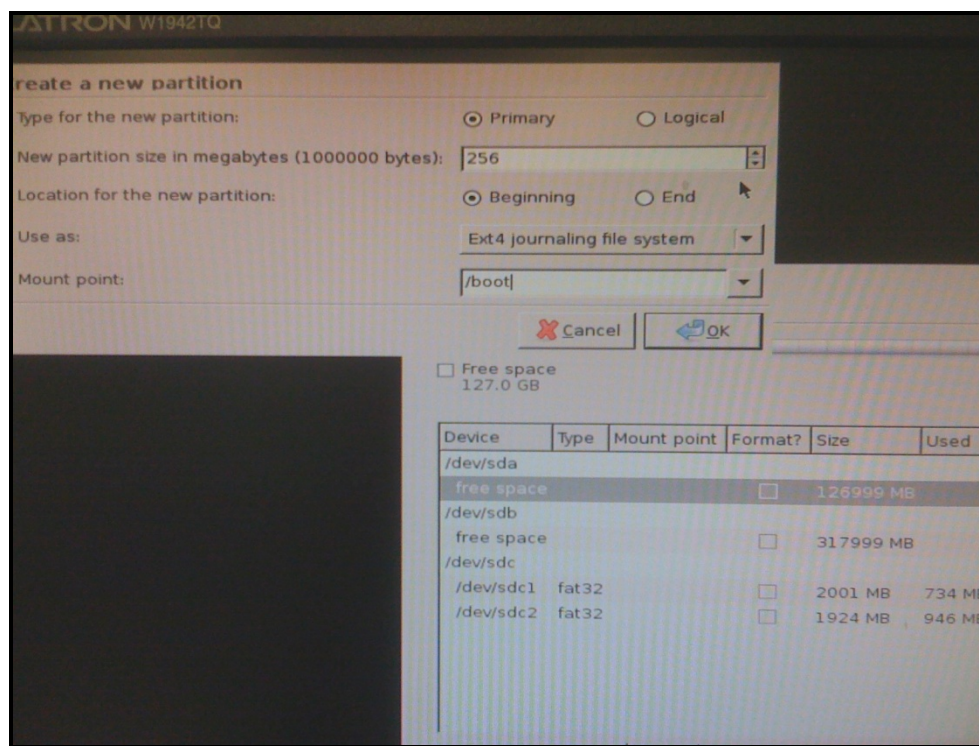 LATRON W1942TQ
reate a new partition
Type for the new partition:
Primary
Logical
New partition size in megabytes (1000000 bytes):
256
Location for the new partition:
Beginning
End
Use as:
Ext4 journaling file system
Mount point:
/boot
Cancel
OK
Free space
127.0 GB
Device Type Mount point Format? Size Used
/dev/sda
free space 126999 MB
/dev/sdb
free space 317999 MB
/dev/sdc
/dev/sdc1 fat32 2001 MB 734 M
/dev/sdc2 fat32 1924 MB 946 M